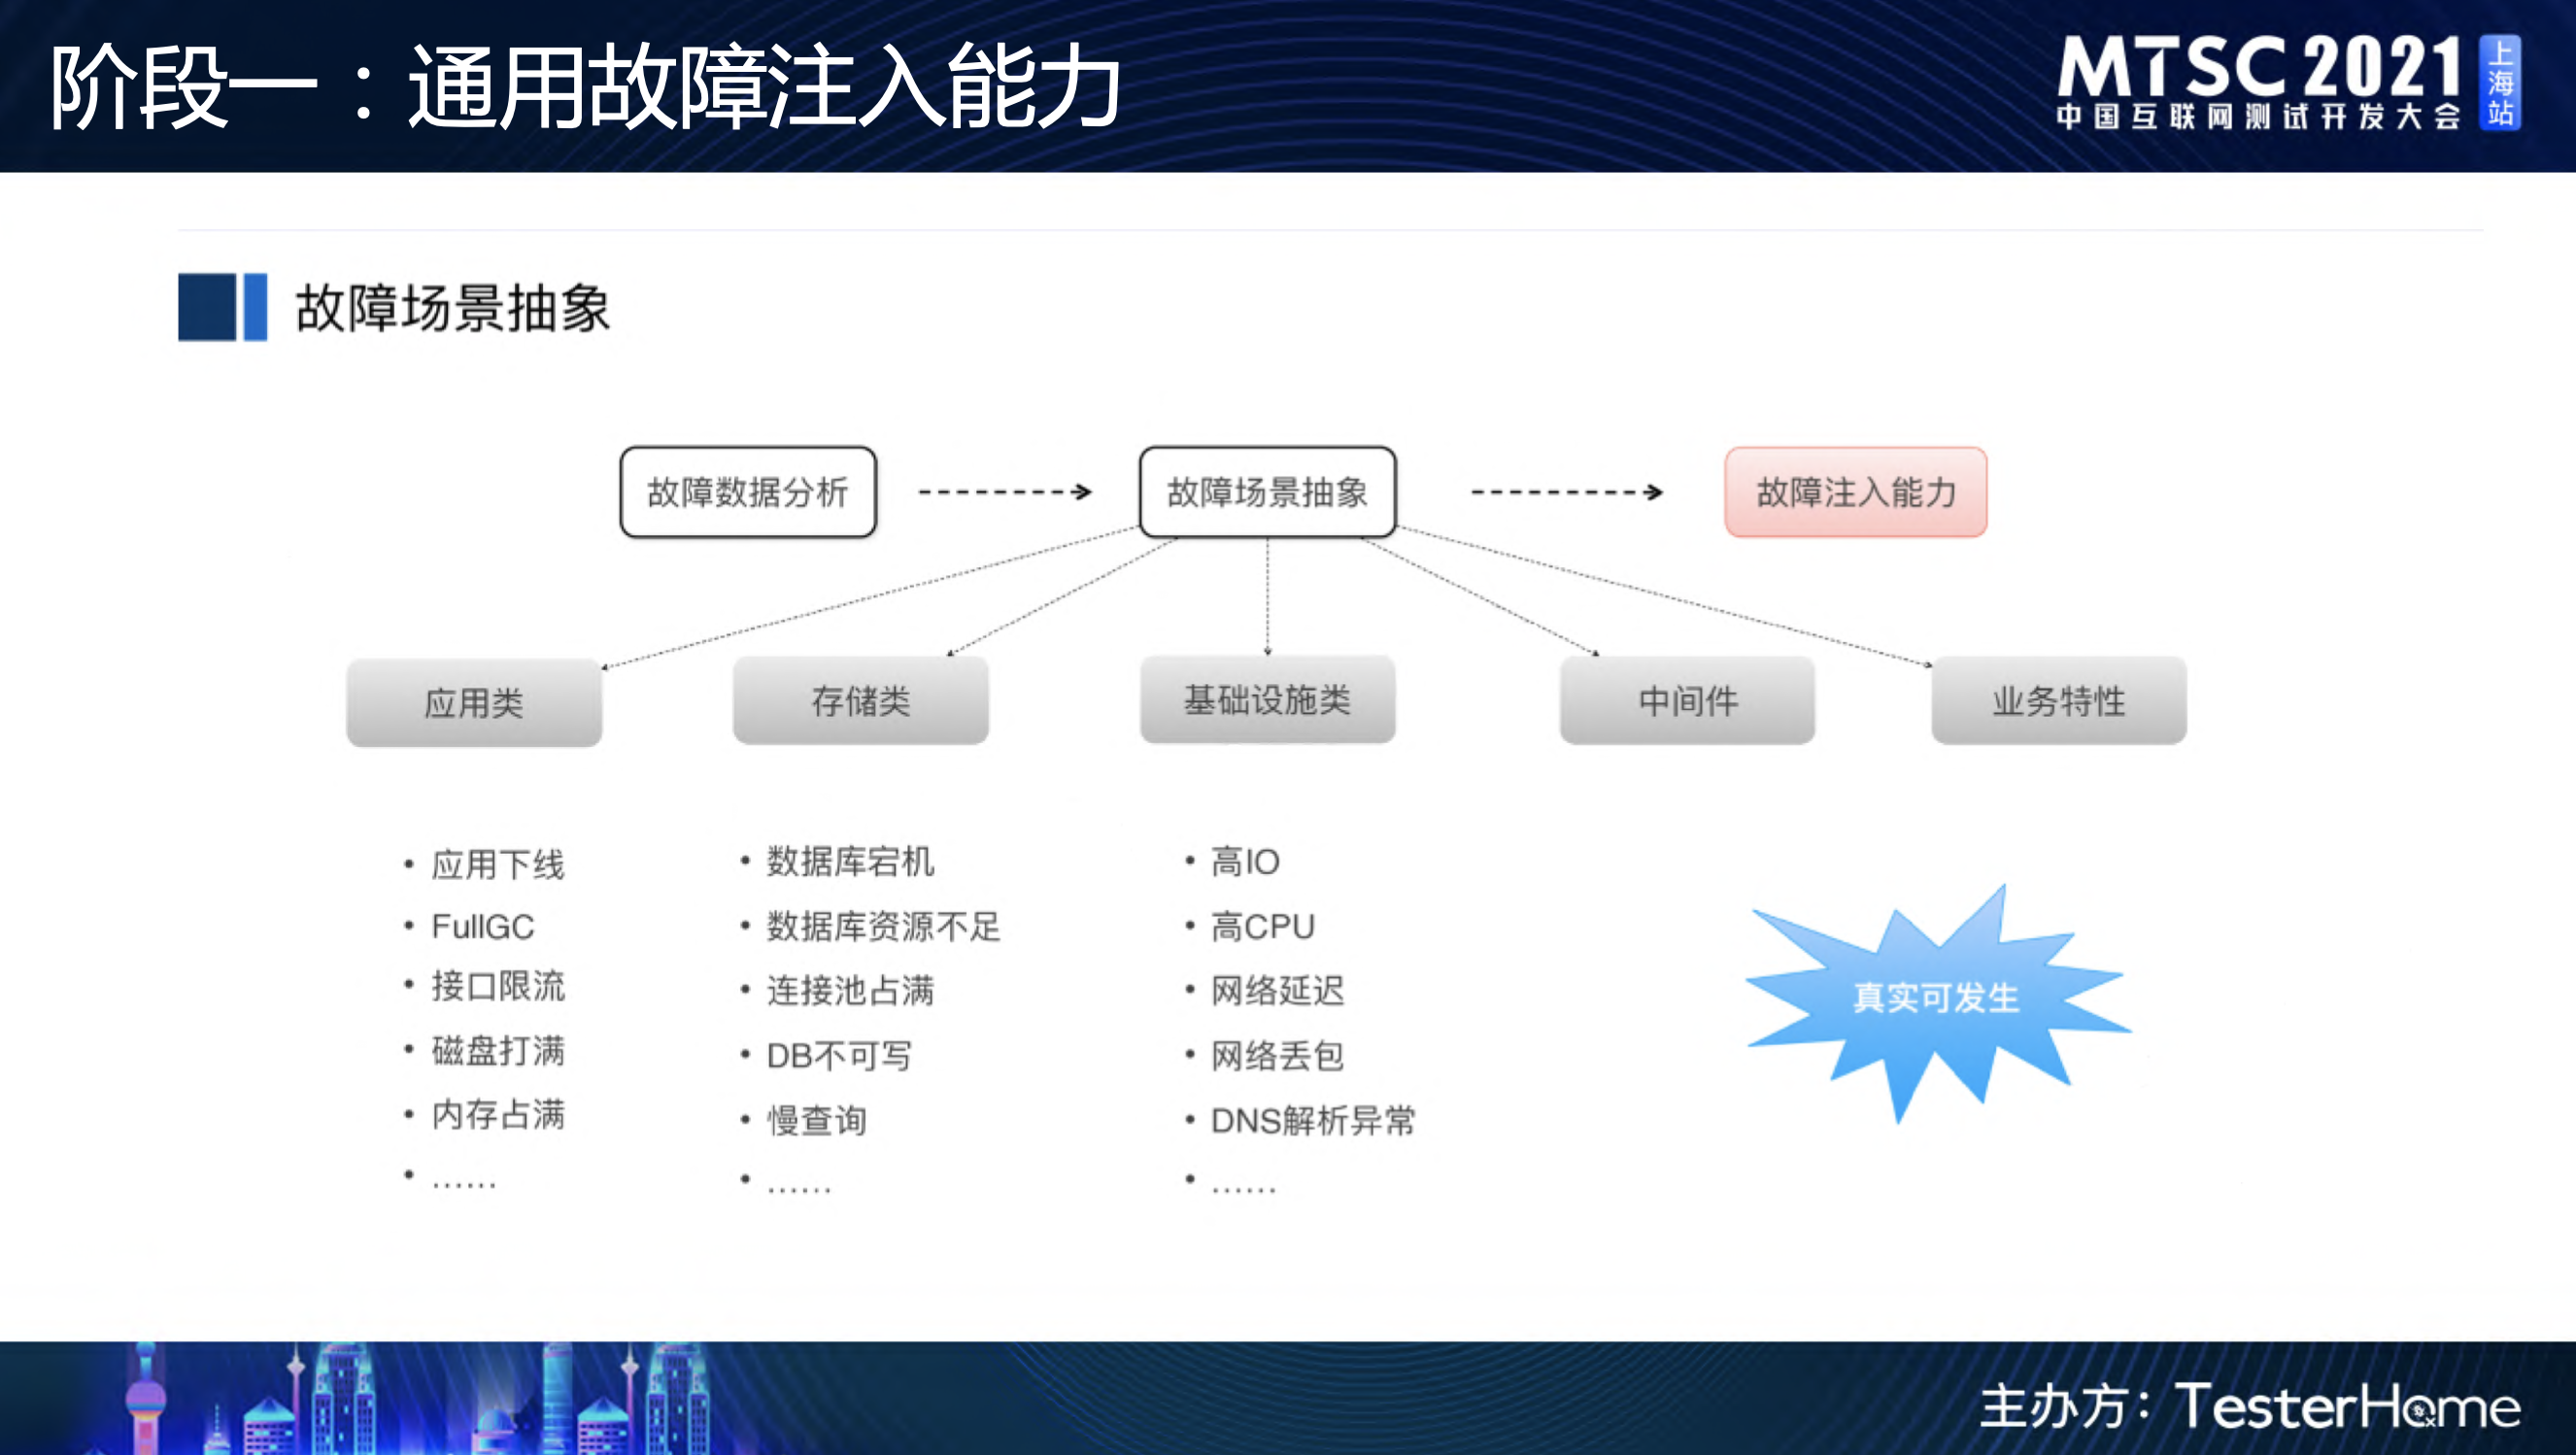 阶段一：通用故障注入能力
MTSC 2021
中国互联网测试开发大会
上海站
故障场景抽象
故障数据分析
故障场景抽象
故障注入能力
应用类
存储类
基础设施类
中间件
业务特性
• 应用下线
• FullGC
• 接口限流
• 磁盘打满
• 内存占满
• ……
• 数据库宕机
• 数据库资源不足
• 连接池占满
• DB不可写
• 慢查询
• ……
• 高IO
• 高CPU
• 网络延迟
• 网络丢包
• DNS解析异常
• ……
真实可发生
主办方：TesterHome